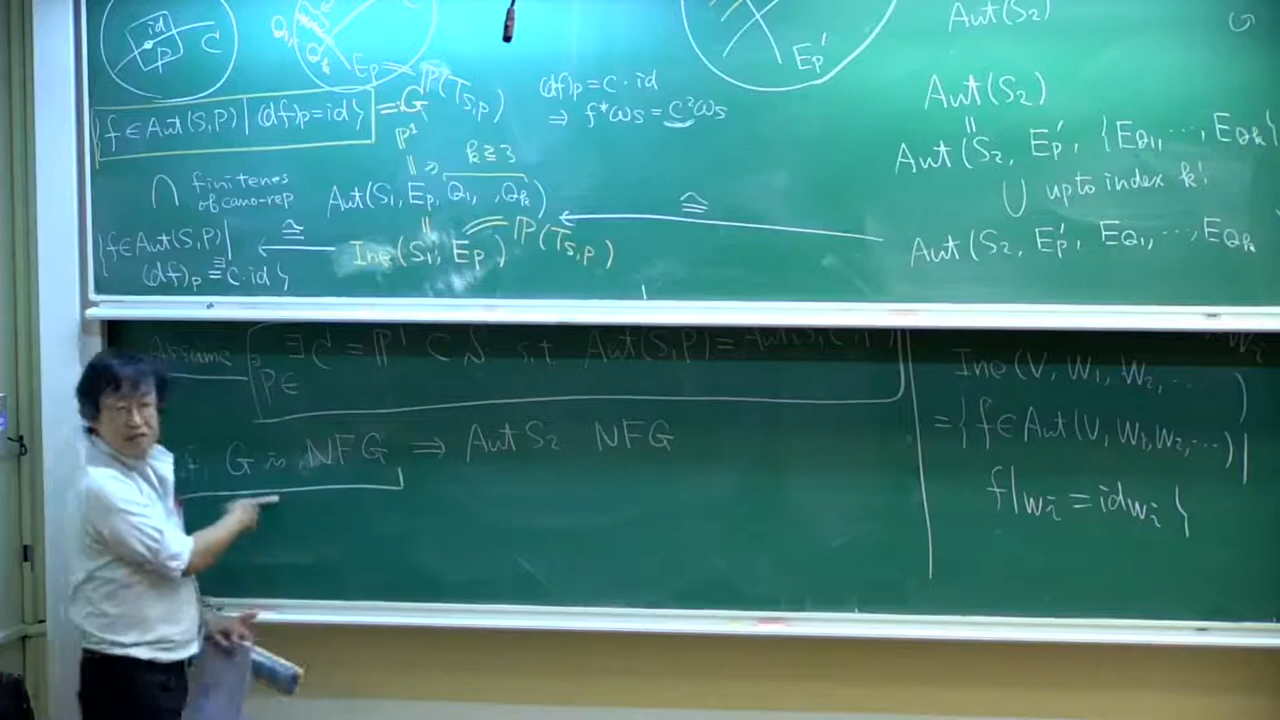 id
P
C
Q1
Qk
Ep
Ep'
Aut(S2)
{f∈Aut(S,P) | (df)p=id}
=:G
P(Ts,p)
P¹
(df)p=C・id
⇒ f*ωs=C²ωs
k≧3
∩ finitenes
of cano-rep
Aut(S1, Ep, Q1, , Qk)
{f∈Aut(S,P) |
(df)p = C・id}
≅
Ine(S1, Ep)
P(Ts,p)
≅
Aut(S2)
Aut(S2, Ep', {EQ1, …, EQk}
∪ up to index k!
Aut(S2, Ep', EQ1, …, EQk
Assume
∃C = P¹ ⊂ S s.t. Aut(S,P)=
P∈
G is NFG ⇒ Aut S2 NFG
Ine(V, W1, W2, … )
={f∈Aut(V, W1, W2, …) |
f|wi = idwi}